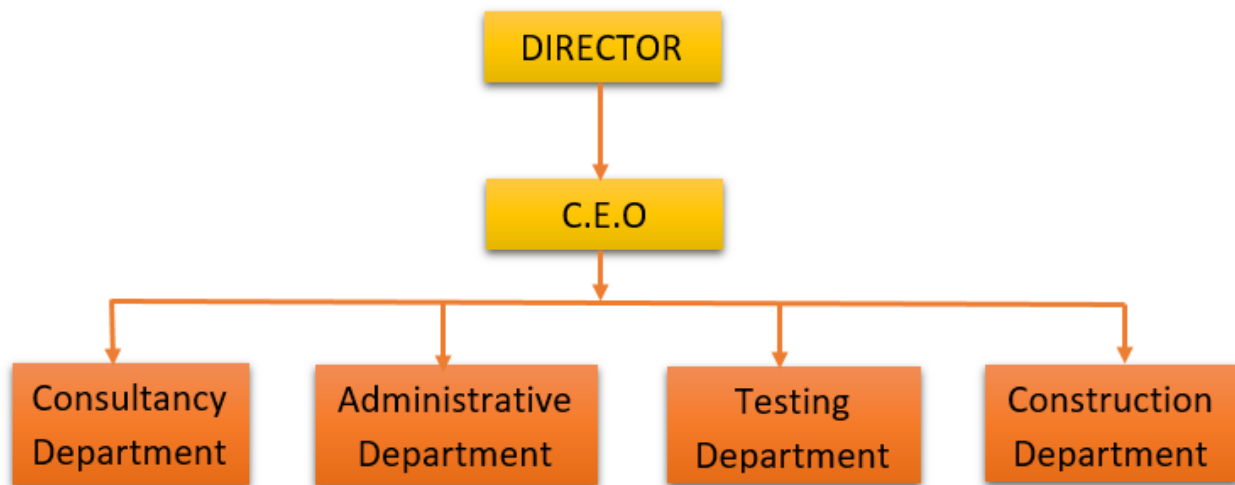 DIRECTOR
C.E.O
Consultancy
Department
Administrative
Department
Testing
Department
Construction
Department